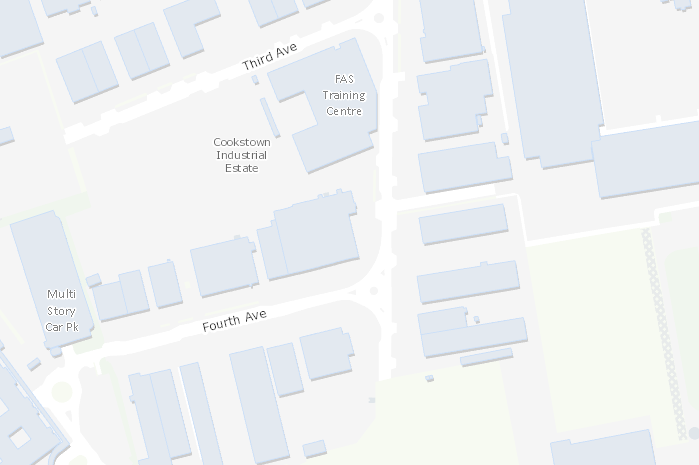 Third Ave
FAS
Training
Centre
Cookstown
Industrial
Estate
Multi
Story
Car Pk
Fourth Ave